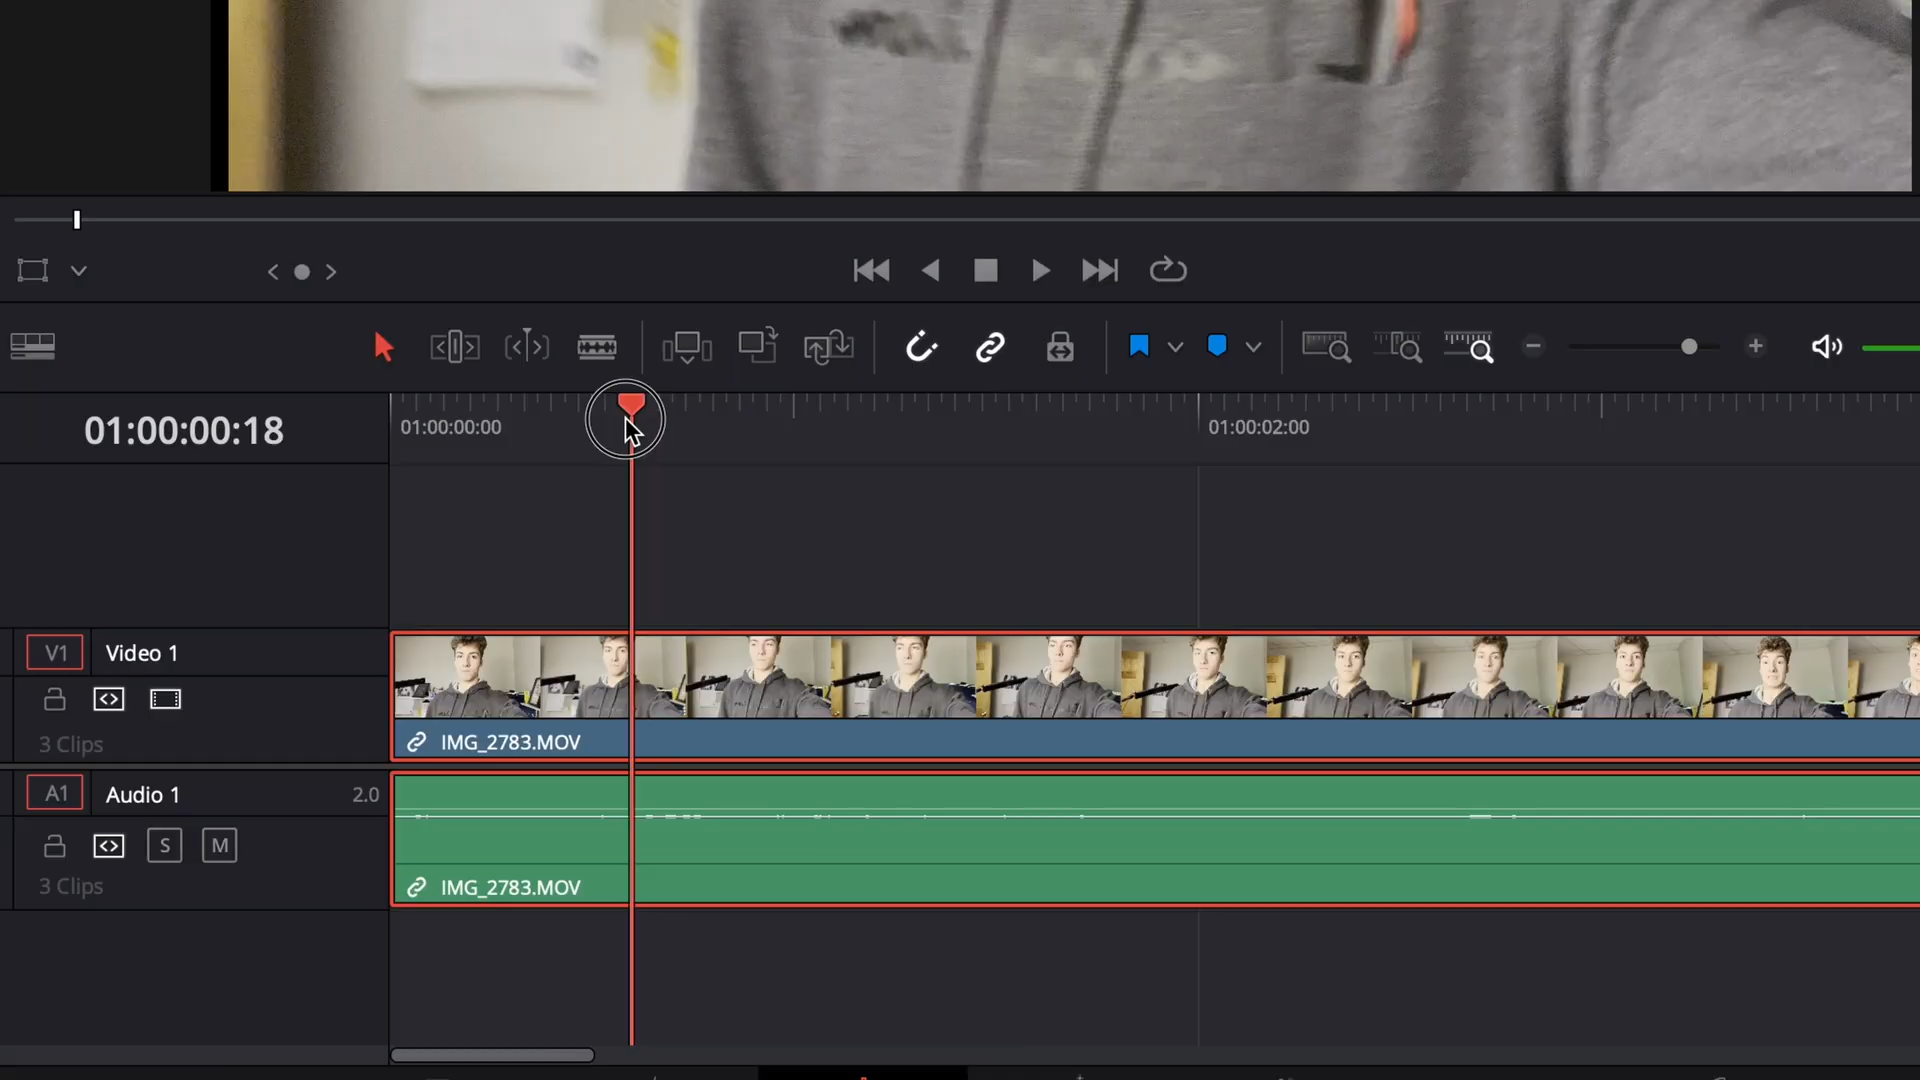 01:00:00:18
01:00:00:00
01:00:02:00
V1 Video 1
3 Clips
IMG_2783.MOV
A1 Audio 1 2.0
S M
3 Clips
IMG_2783.MOV